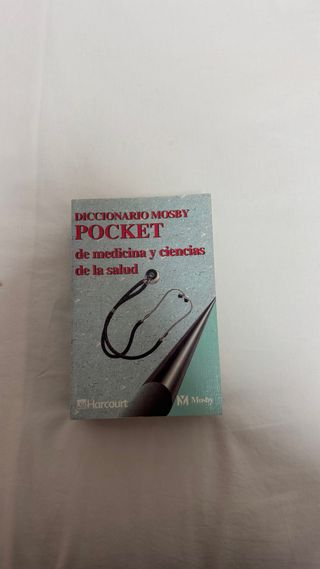 DICCIONARIO MOSBY
POCKET
de medicina y ciencias
de la salud
Harcourt
M Mosby